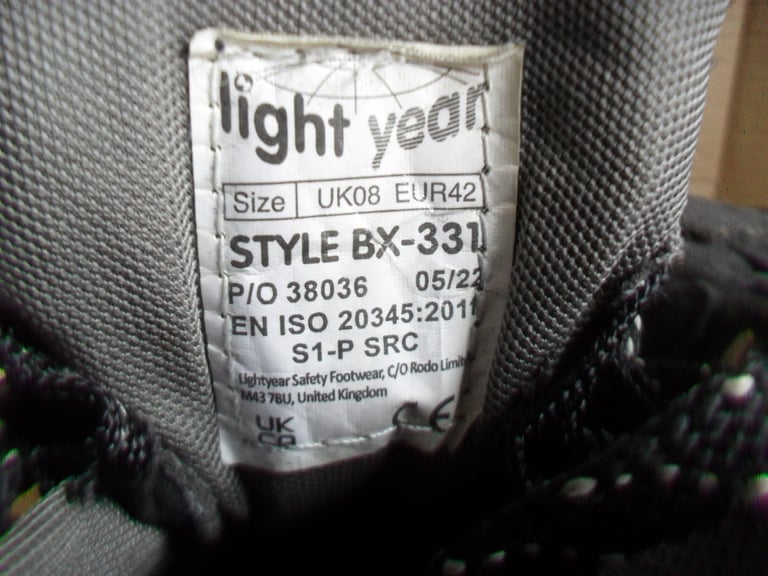 light year
Size UK08 EUR42
STYLE BX-331
P/O 38036 05/22
EN ISO 20345:2011
S1-P SRC
Lightyear Safety Footwear, C/O Rodo Limite
M43 7BU, United Kingdom
UK
CA CE